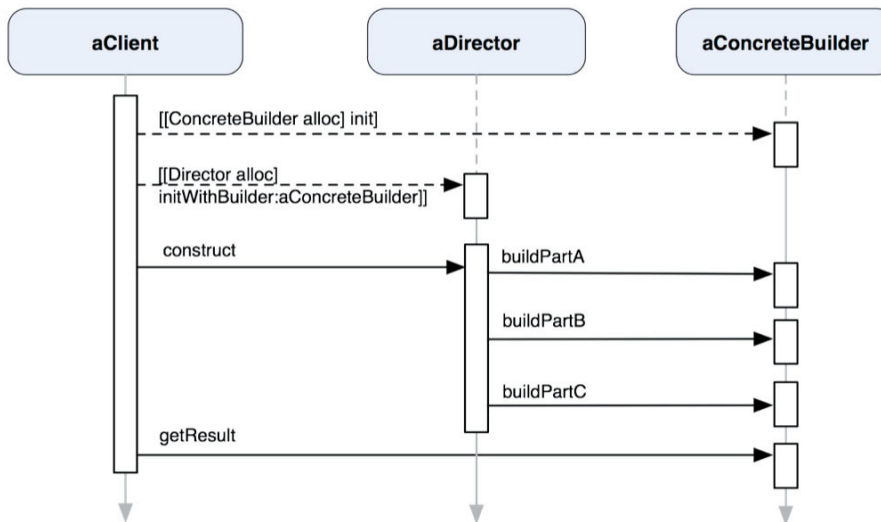 aClient
aDirector
aConcreteBuilder
[[ConcreteBuilder alloc] init]
[[Director alloc]
initWithBuilder:aConcreteBuilder]]
construct
buildPartA
buildPartB
buildPartC
getResult